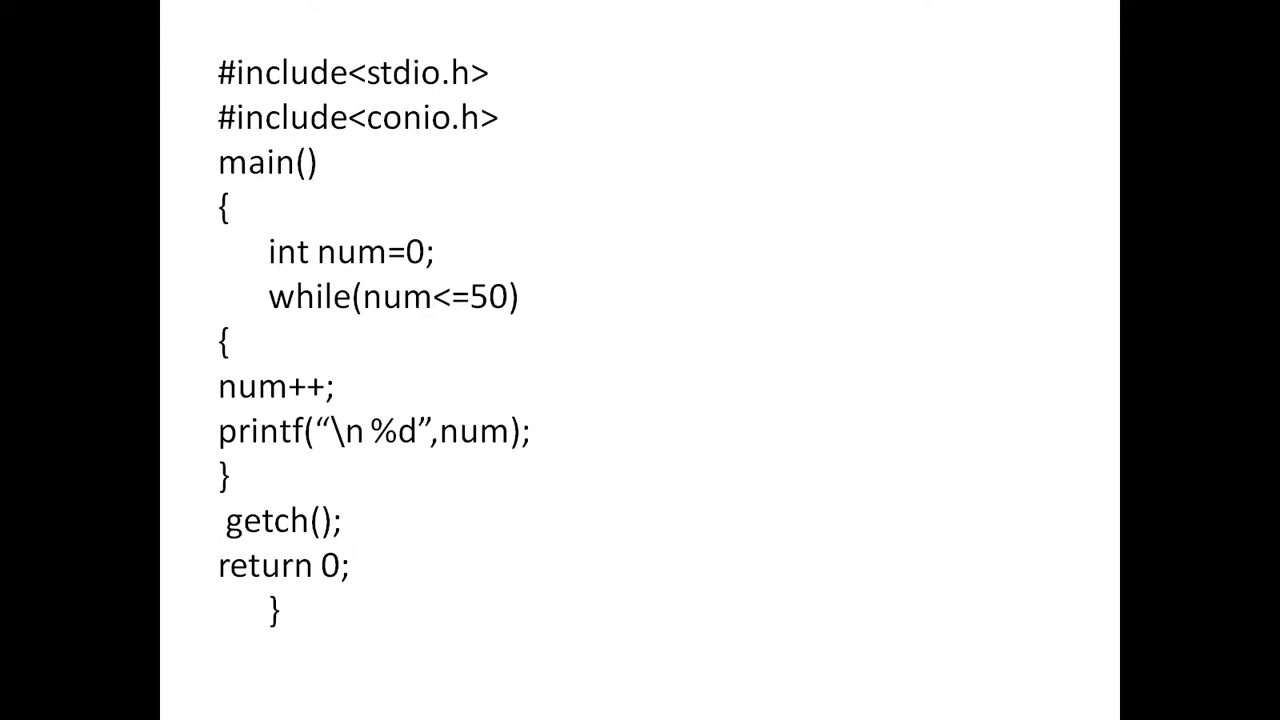 #include<stdio.h>
#include<conio.h>
main()
{
int num=0;
while(num<=50)
{
num++;
printf(“\n %d”,num);
}
getch();
return 0;
}